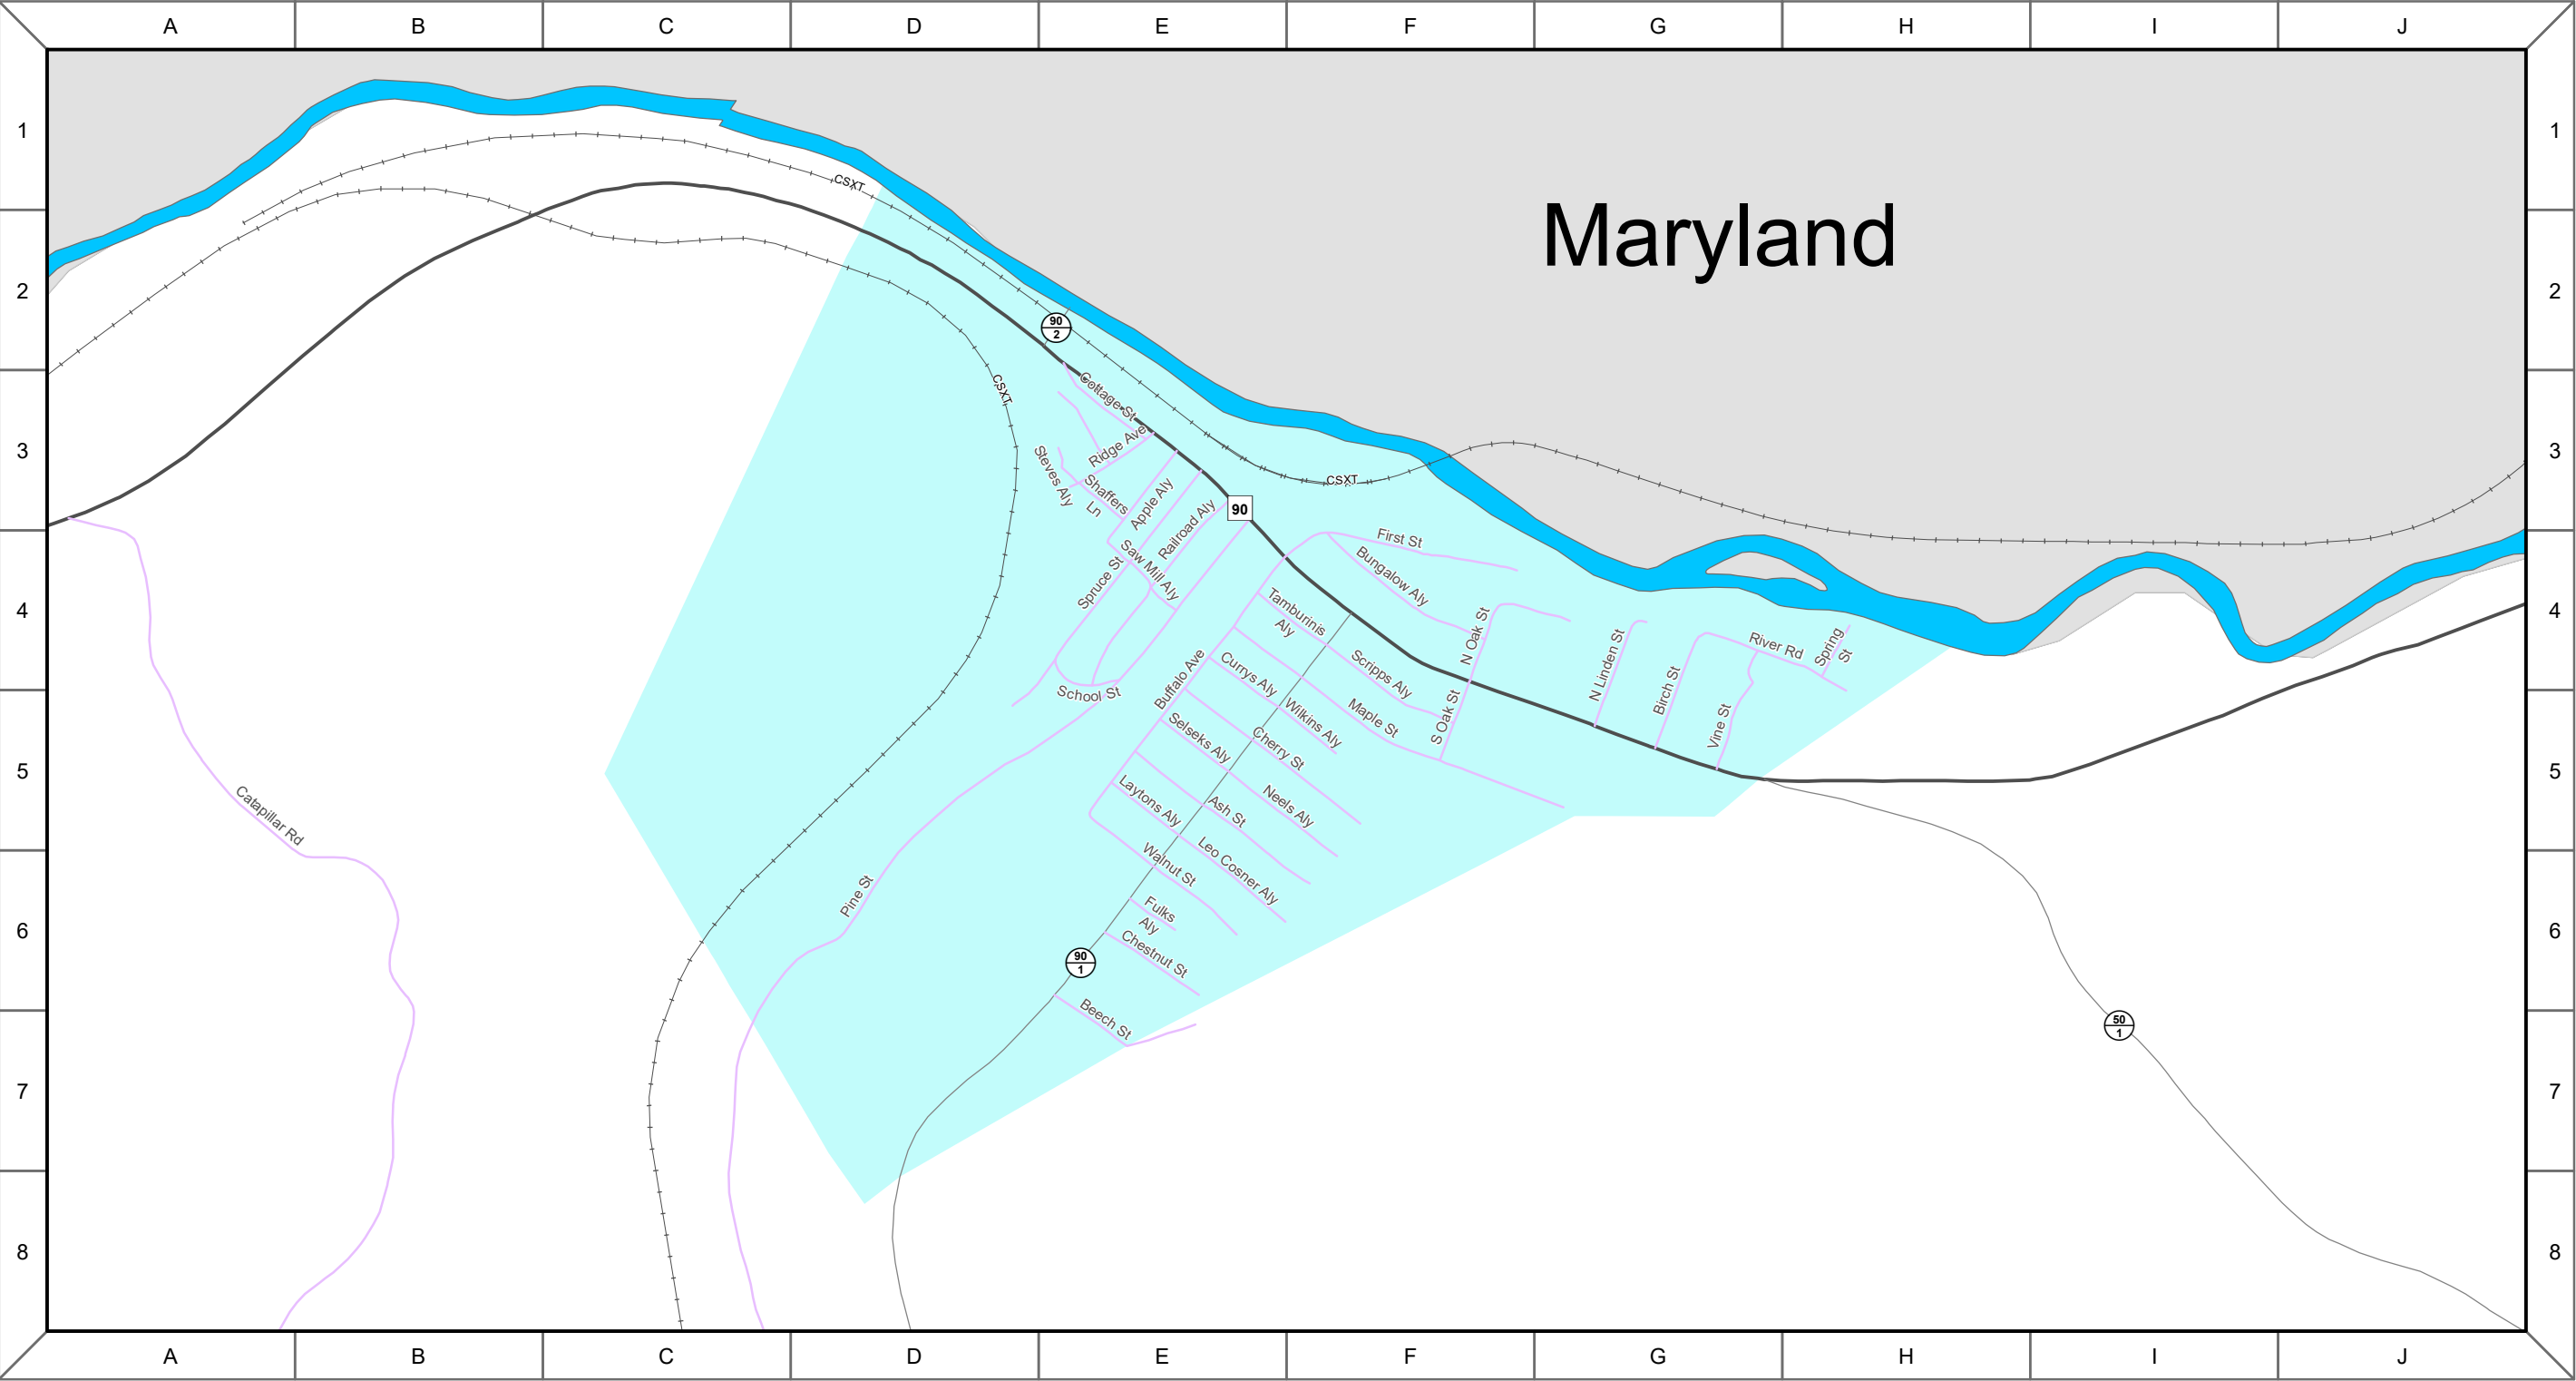 A B C D E F G H I J
1 1
CSXT
Maryland
2 2
90
2
CSXT
Cottage St
3 3
Ridge Ave
Steves Aly
Shaffers
Ln
Apple Aly
CSXT
Railroad Aly
90
First St
Saw Mill Aly
Bungalow Aly
Spruce St
4 4
Tamburinis
Aly
N Oak St
N Linden St
River Rd
Spring
St
Buffalo Ave
Currys Aly
Scripps Aly
School St
Birch St
Wilkins Aly
Maple St
S Oak St
Vine St
Selseks Aly
Cherry St
5 5
Catapillar Rd
Laytons Aly
Ash St
Neels Aly
Walnut St
Leo Cosner Aly
Pine St
Fulks
Aly
6 6
Chestnut St
90
1
Beech St
50
1
7 7
8 8
A B C D E F G H I J